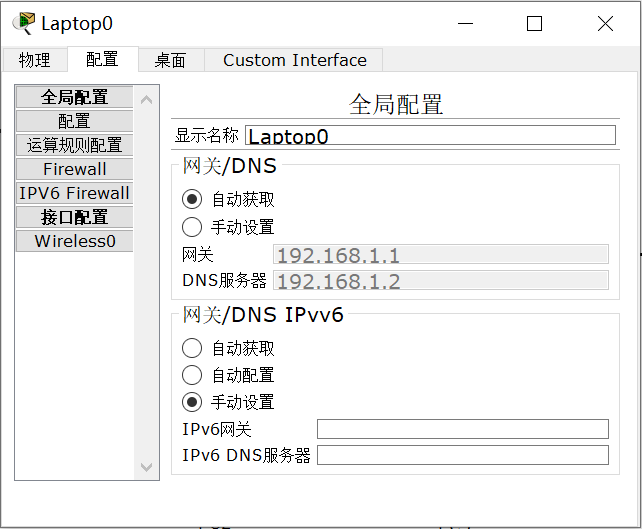 Laptop0
物理 配置 桌面 Custom Interface
全局配置
配置
运算规则配置
Firewall
IPV6 Firewall
接口配置
Wireless0
全局配置
显示名称 Laptop0
网关/DNS
自动获取
手动设置
网关 192.168.1.1
DNS服务器 192.168.1.2
网关/DNS IPvv6
自动获取
自动配置
手动设置
IPv6网关
IPv6 DNS服务器